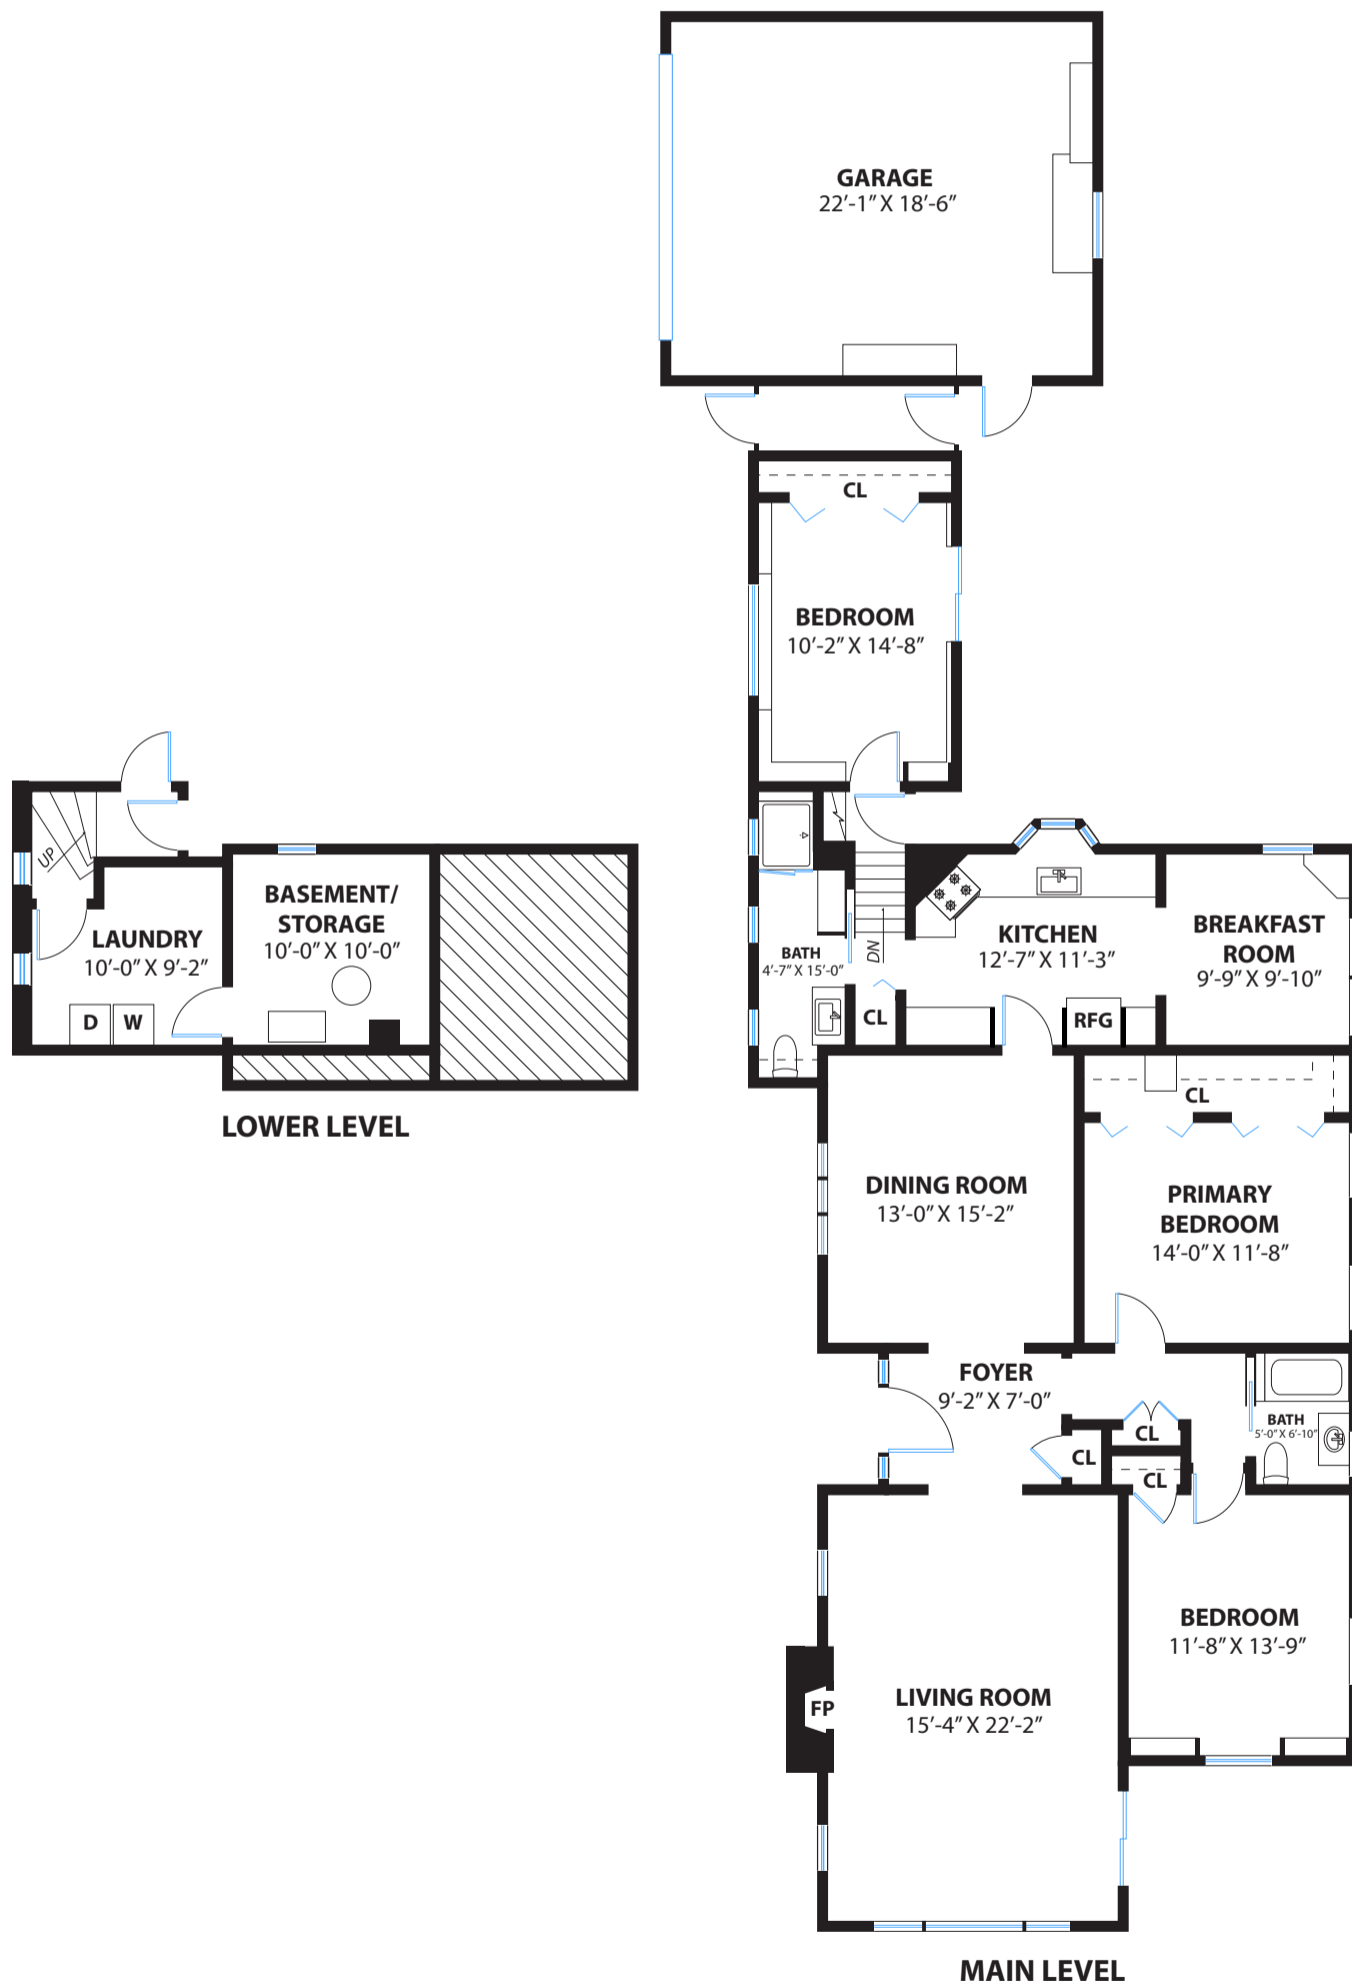 GARAGE
22’-1” X 18’-6”
CL
BEDROOM
10’-2” X 14’-8”
UP
LAUNDRY
10’-0” X 9’-2”
D
W
BASEMENT/
STORAGE
10’-0” X 10’-0”
LOWER LEVEL
BATH
4’-7” X 15’-0”
DN
CL
KITCHEN
12’-7” X 11’-3”
RFG
BREAKFAST
ROOM
9’-9” X 9’-10”
DINING ROOM
13’-0” X 15’-2”
CL
PRIMARY
BEDROOM
14’-0” X 11’-8”
FOYER
9’-2” X 7’-0”
CL
CL
CL
BATH
5’-0” X 6’-10”
BEDROOM
11’-8” X 13’-9”
LIVING ROOM
15’-4” X 22’-2”
FP
MAIN LEVEL